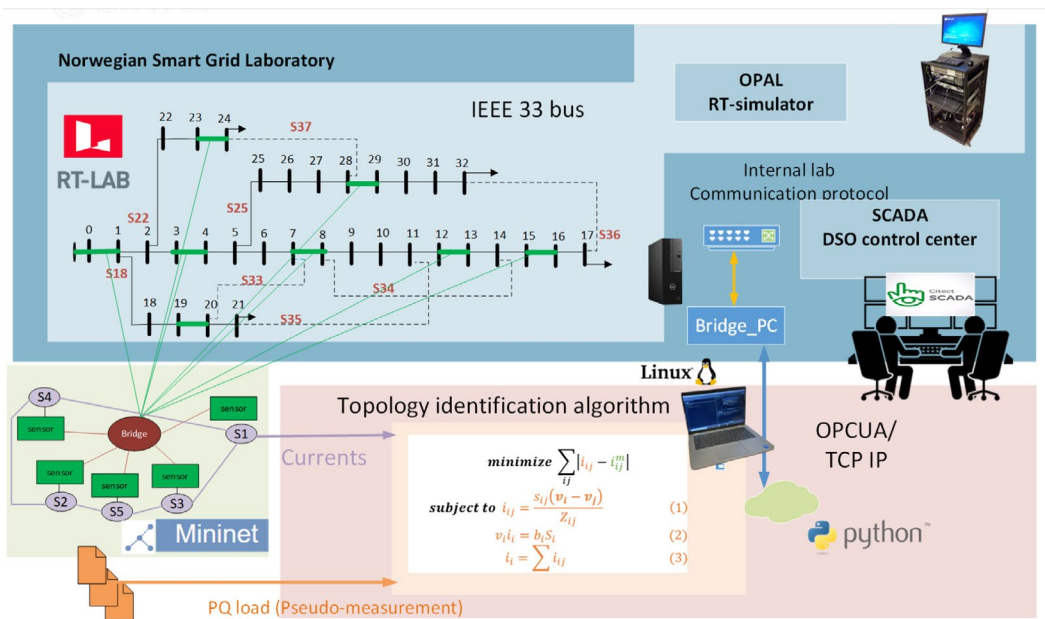 Norwegian Smart Grid Laboratory
OPAL
RT-simulator
IEEE 33 bus
RT-LAB
22 23 24
S37
25 26 27 28 29 30 31 32
S22
S25
0 1 2 3 4 5 6 7 8 9 10 11 12 13 14 15 16 17
S36
S18
S33
S34
18 19 20 21
S35
Internal lab
Communication protocol
SCADA
DSO control center
Citect
SCADA
Bridge_PC
Linux
S4
sensor
sensor
Bridge
S1
sensor
sensor
sensor
S2
S5
S3
Mininet
Currents
Topology identification algorithm
minimize ∑ij |i_ij − i_ij^m|
subject to i_ij = s_ij(v_i − v_j) / Z_ij (1)
v_i i_i = b_i S_i (2)
i_i = ∑ i_ij (3)
OPCUA/
TCP IP
python™
PQ load (Pseudo-measurement)